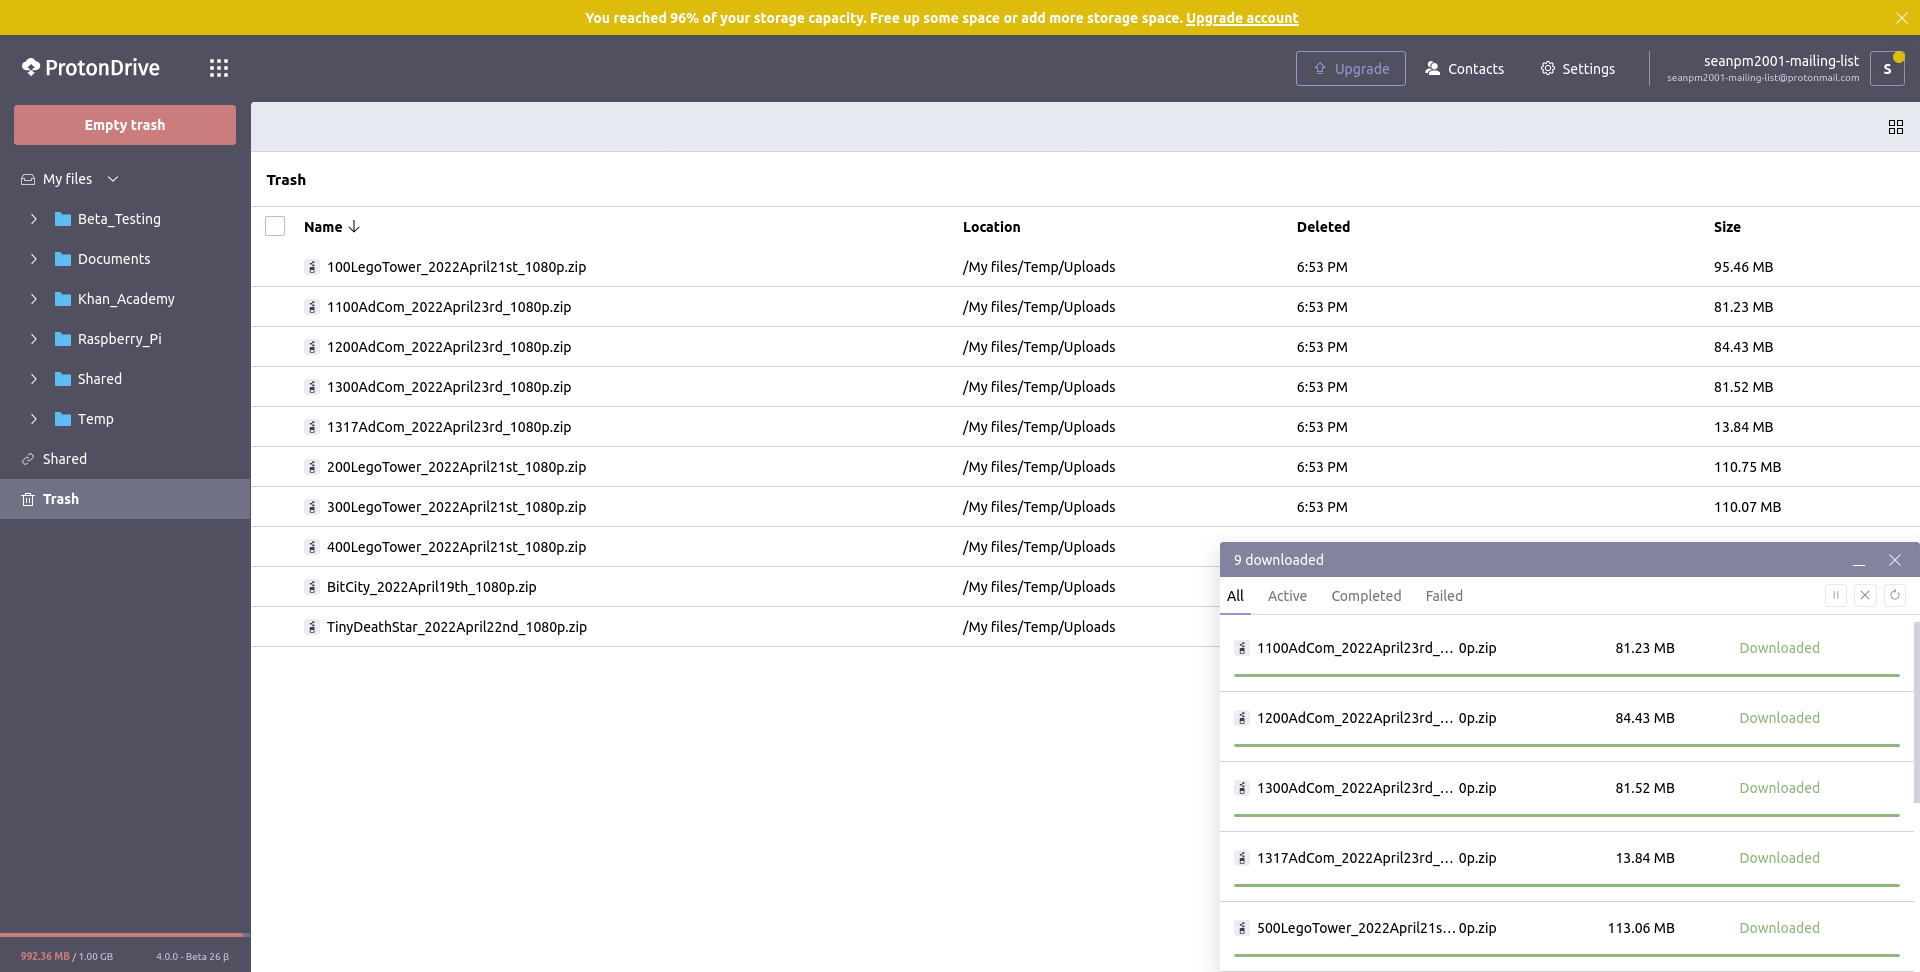 You reached 96% of your storage capacity. Free up some space or add more storage space. Upgrade account
ProtonDrive
Upgrade
Contacts
Settings
seanpm2001-mailing-list
seanpm2001-mailing-list@protonmail.com
S
Empty trash
My files
Beta_Testing
Documents
Khan_Academy
Raspberry_Pi
Shared
Temp
Shared
Trash
992.36 MB / 1.00 GB
4.0.0 - Beta 26 β
Trash
Name Location Deleted Size
100LegoTower_2022April21st_1080p.zip /My files/Temp/Uploads 6:53 PM 95.46 MB
1100AdCom_2022April23rd_1080p.zip /My files/Temp/Uploads 6:53 PM 81.23 MB
1200AdCom_2022April23rd_1080p.zip /My files/Temp/Uploads 6:53 PM 84.43 MB
1300AdCom_2022April23rd_1080p.zip /My files/Temp/Uploads 6:53 PM 81.52 MB
1317AdCom_2022April23rd_1080p.zip /My files/Temp/Uploads 6:53 PM 13.84 MB
200LegoTower_2022April21st_1080p.zip /My files/Temp/Uploads 6:53 PM 110.75 MB
300LegoTower_2022April21st_1080p.zip /My files/Temp/Uploads 6:53 PM 110.07 MB
400LegoTower_2022April21st_1080p.zip /My files/Temp/Uploads
BitCity_2022April19th_1080p.zip /My files/Temp/Uploads
TinyDeathStar_2022April22nd_1080p.zip /My files/Temp/Uploads
9 downloaded
All Active Completed Failed
1100AdCom_2022April23rd_... 0p.zip 81.23 MB Downloaded
1200AdCom_2022April23rd_... 0p.zip 84.43 MB Downloaded
1300AdCom_2022April23rd_... 0p.zip 81.52 MB Downloaded
1317AdCom_2022April23rd_... 0p.zip 13.84 MB Downloaded
500LegoTower_2022April21s... 0p.zip 113.06 MB Downloaded